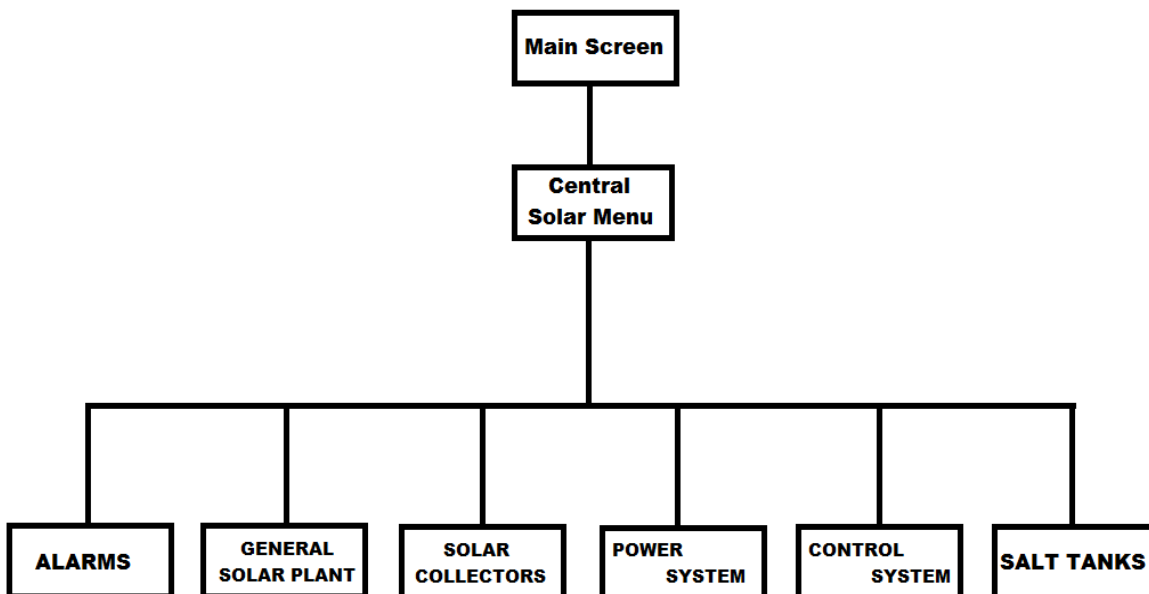 Main Screen
Central
Solar Menu
ALARMS
GENERAL
SOLAR PLANT
SOLAR
COLLECTORS
POWER
SYSTEM
CONTROL
SYSTEM
SALT TANKS